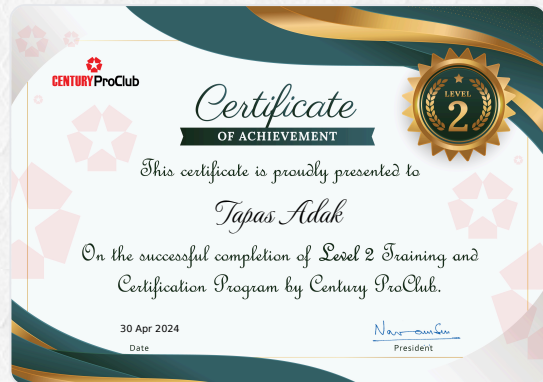 CENTURY ProClub
Certificate
OF ACHIEVEMENT
LEVEL
2
This certificate is proudly presented to
Tapas Adak
On the successful completion of Level 2 Training and
Certification Program by Century ProClub.
30 Apr 2024
Date
President